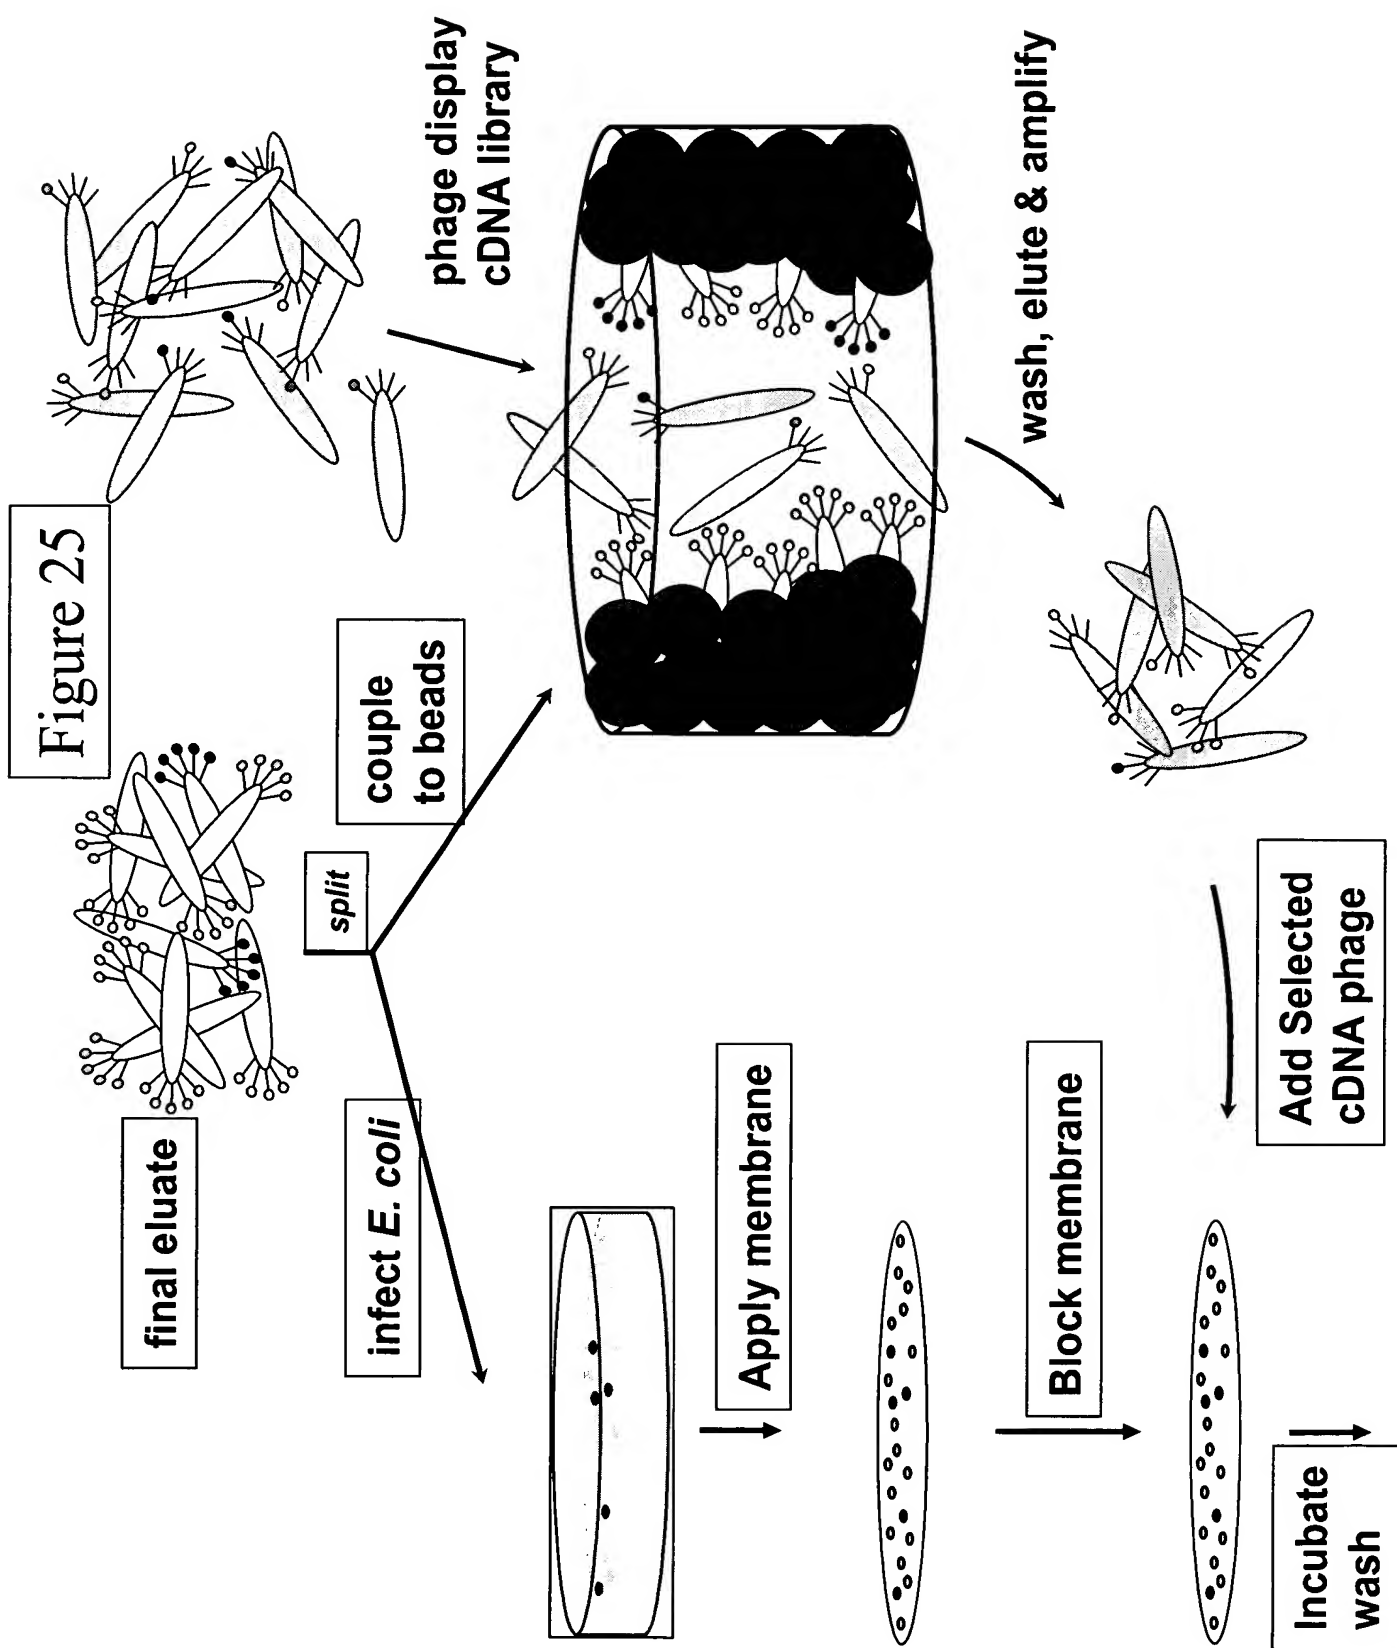 Figure 25
final eluate
split
infect E. coli
couple
to beads
phage display
cDNA library
wash, elute & amplify
Apply membrane
Block membrane
Add Selected
cDNA phage
Incubate
wash